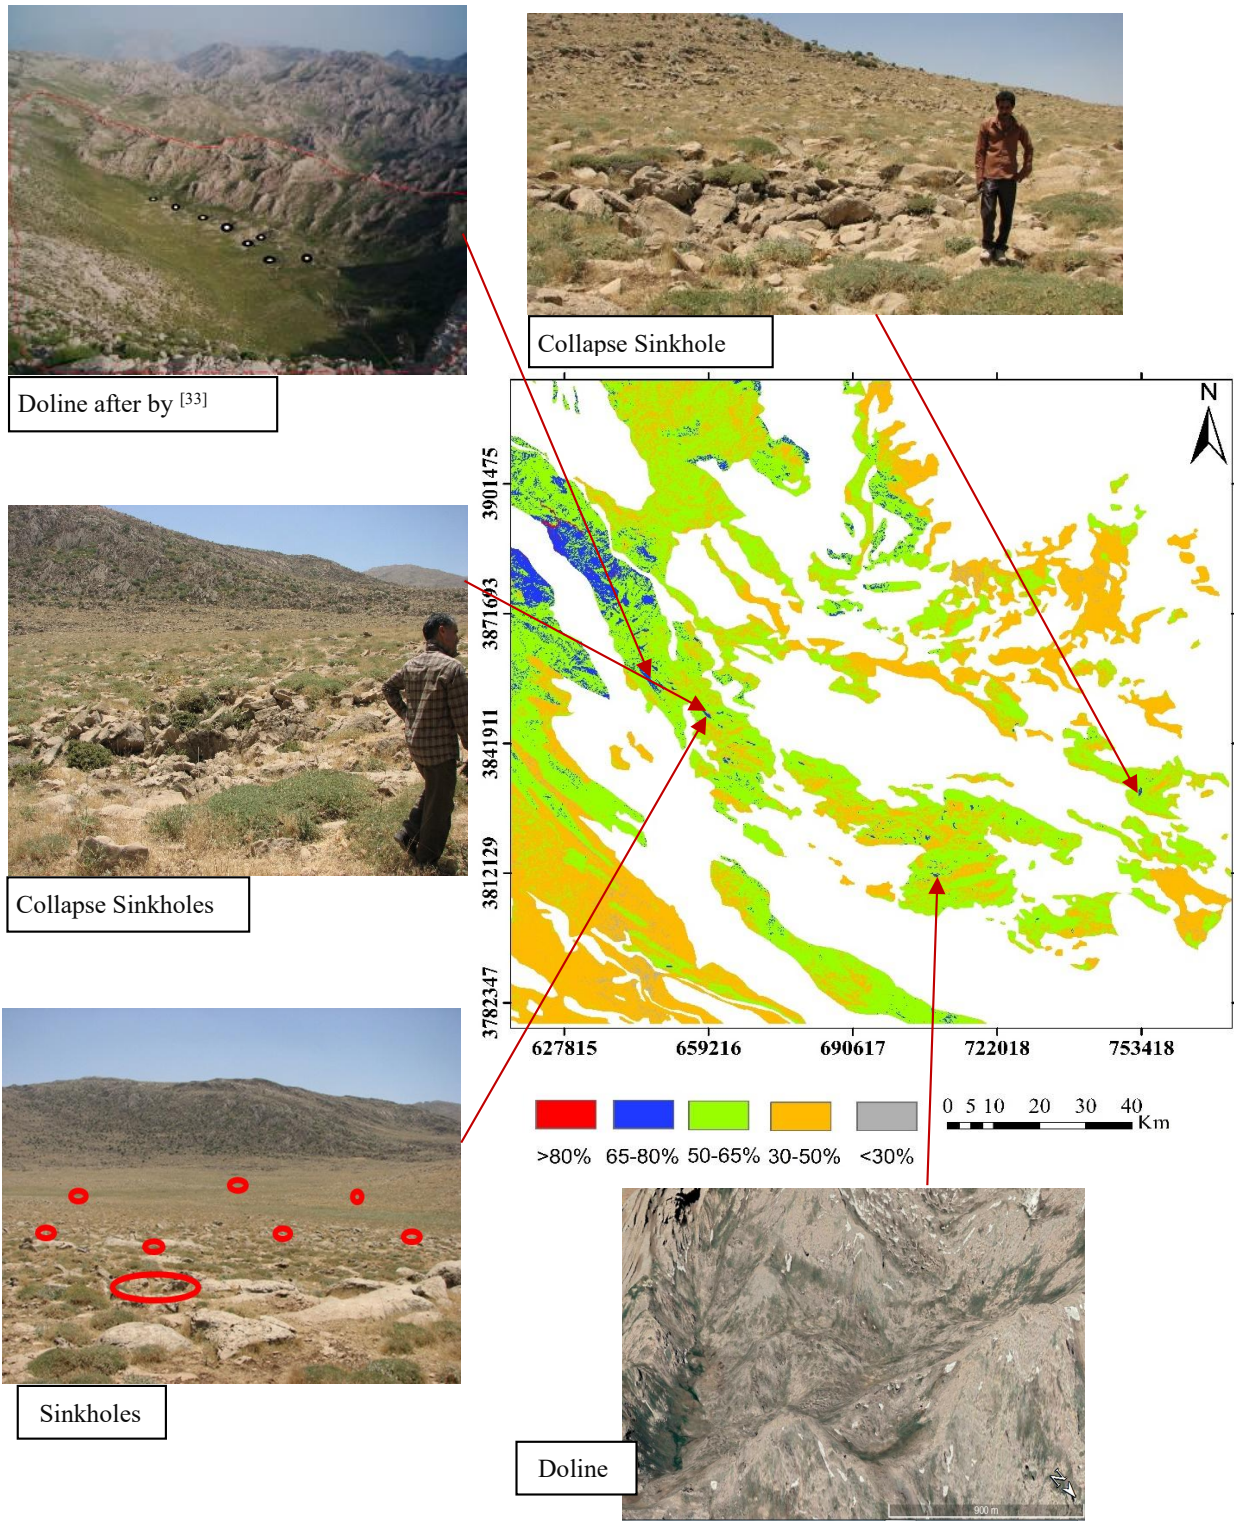 Collapse Sinkhole
Doline after by [33]
N
3901475
3871693
3841911
3812129
3782347
Collapse Sinkholes
627815 659216 690617 722018 753418
0 5 10 20 30 40
Km
>80% 65-80% 50-65% 30-50% <30%
Sinkholes
Doline
N
900 m